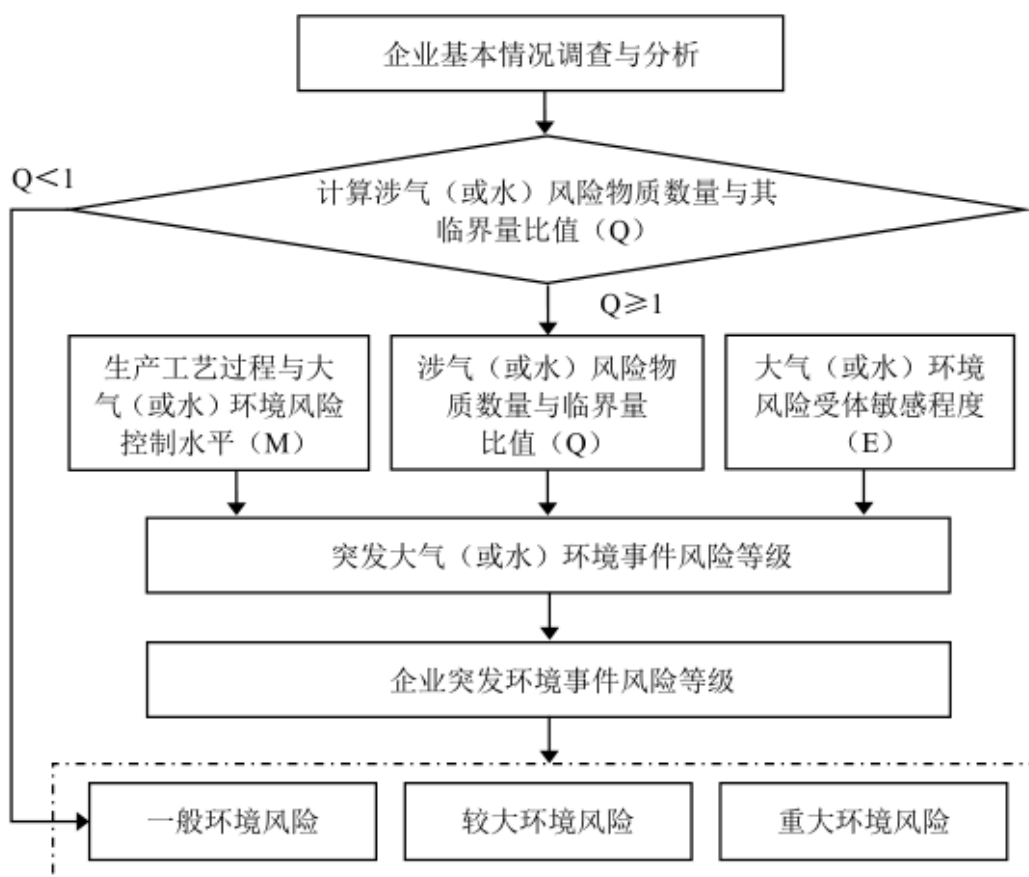 企业基本情况调查与分析
Q＜1
计算涉气（或水）风险物质数量与其
临界量比值（Q）
Q≥1
生产工艺过程与大
气（或水）环境风险
控制水平（M）
涉气（或水）风险物
质数量与临界量
比值（Q）
大气（或水）环境
风险受体敏感程度
（E）
突发大气（或水）环境事件风险等级
企业突发环境事件风险等级
一般环境风险
较大环境风险
重大环境风险